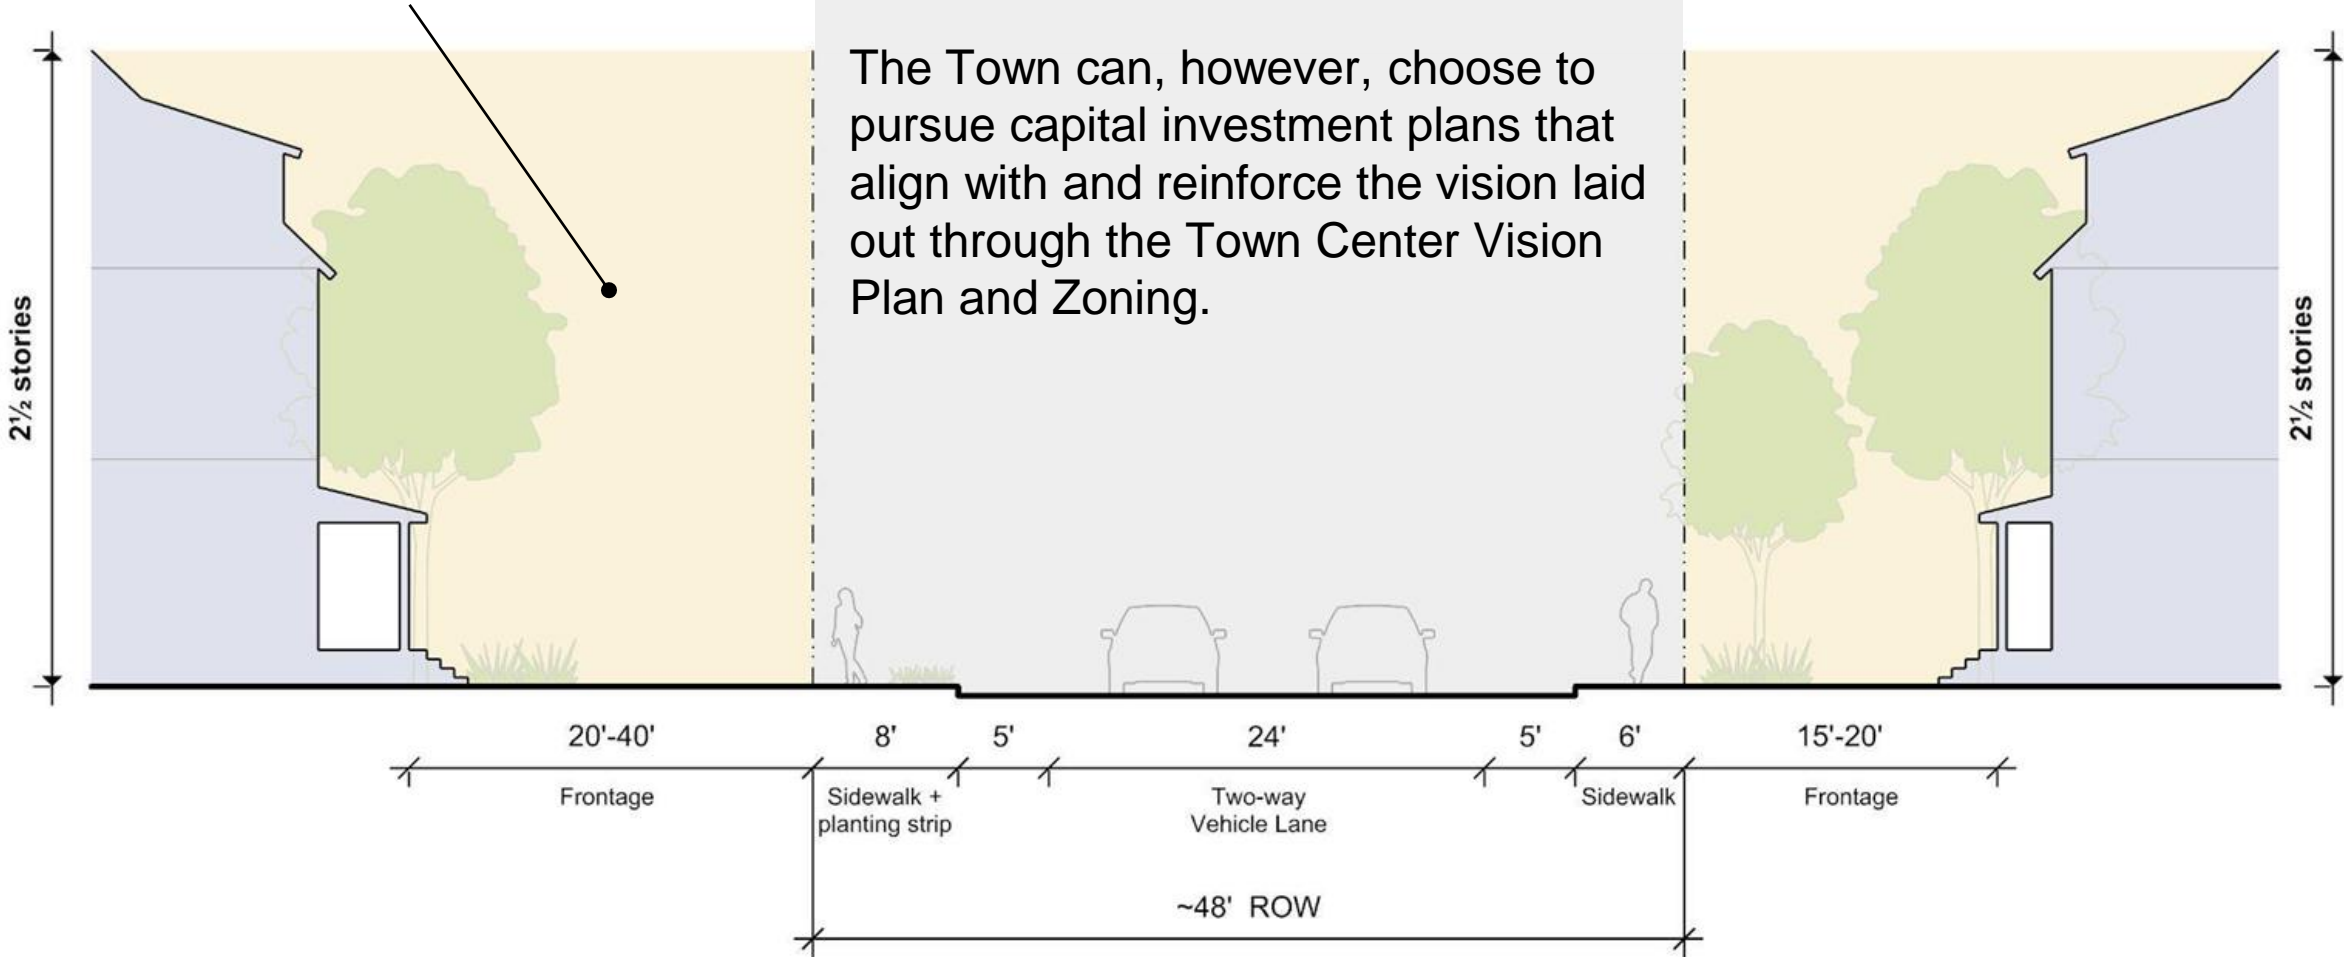 The Town can, however, choose to
pursue capital investment plans that
align with and reinforce the vision laid
out through the Town Center Vision
Plan and Zoning.
2½ stories
2½ stories
20'-40'
8'
5'
24'
5'
6'
15'-20'
Frontage
Sidewalk +
planting strip
Two-way
Vehicle Lane
Sidewalk
Frontage
~48' ROW